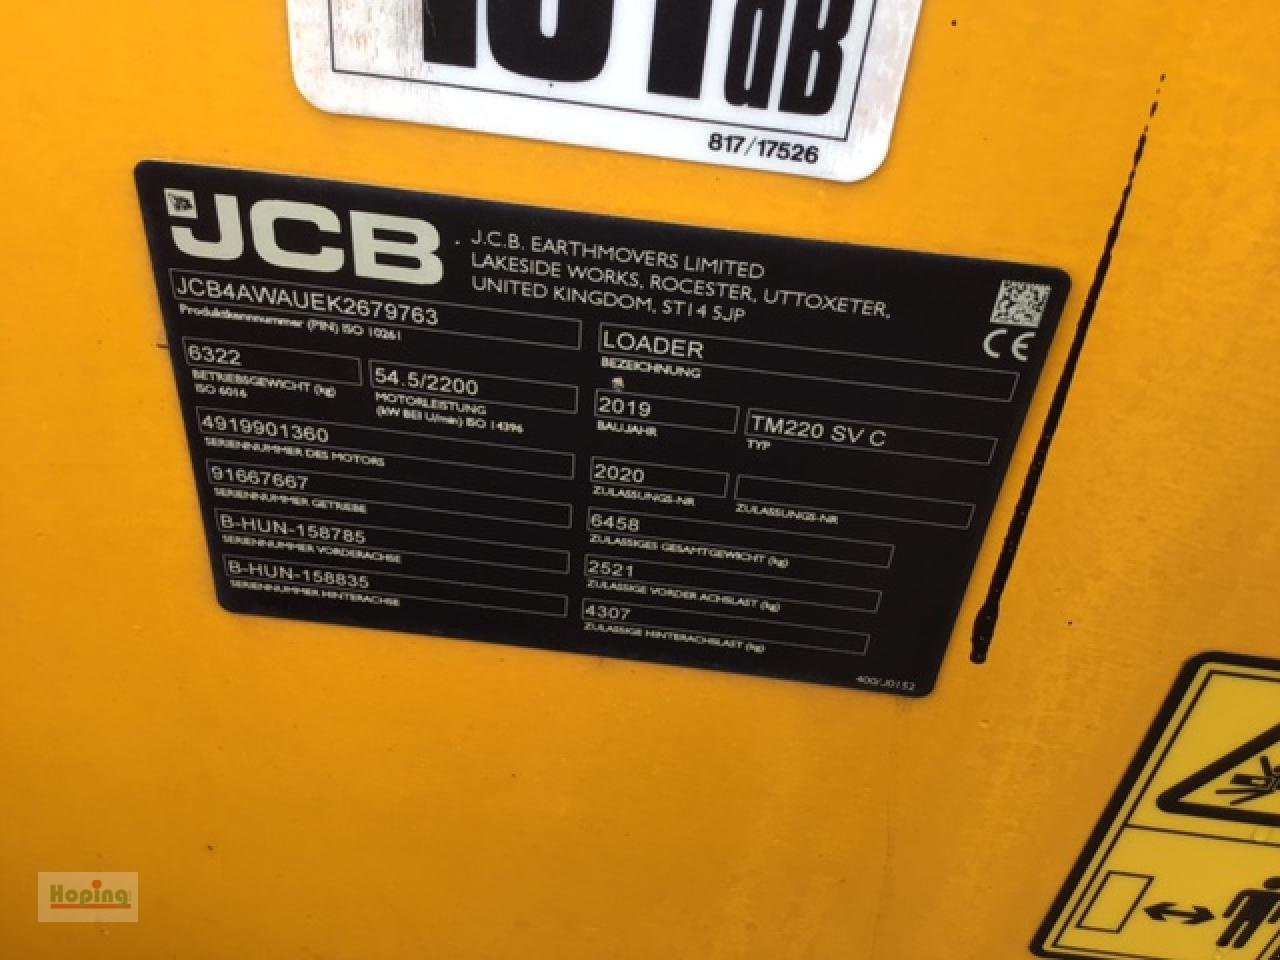 101dB
817/17526
JCB
J.C.B. EARTHMOVERS LIMITED
LAKESIDE WORKS, ROCESTER, UTTOXETER,
UNITED KINGDOM, ST14 5JP
JCB4AWAUEK2679763
Produktkennnummer (PIN) ISO 10261
LOADER
BEZEICHNUNG
6322
BETRIEBSGEWICHT (kg)
ISO 6016
54.5/2200
MOTORLEISTUNG
(kW BEI U/min) ISO 14396
2019
BAUJAHR
TM220 SV C
TYP
4919901360
SERIENNUMMER DES MOTORS
2020
ZULASSUNGS-NR
ZULASSUNGS-NR
91667667
SERIENNUMMER GETRIEBE
6458
ZULASSIGES GESAMTGEWICHT (kg)
B-HUN-158785
SERIENNUMMER VORDERACHSE
2521
ZULASSIGE VORDER ACHSLAST (kg)
B-HUN-158835
SERIENNUMMER HINTERACHSE
4307
ZULASSIGE HINTERACHSLAST (kg)
400/J0152
Hoping